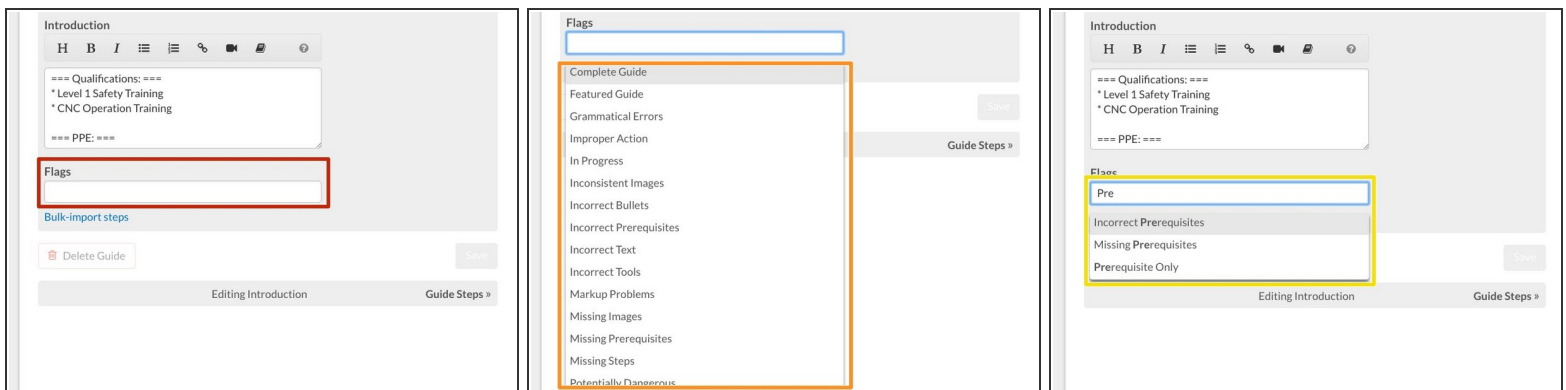 Introduction
H B I
=== Qualifications: ===
* Level 1 Safety Training
* CNC Operation Training
=== PPE: ===
Flags
Bulk-import steps
Delete Guide
Save
Editing Introduction
Guide Steps »
Flags
Complete Guide
Featured Guide
Grammatical Errors
Improper Action
In Progress
Inconsistent Images
Incorrect Bullets
Incorrect Prerequisites
Incorrect Text
Incorrect Tools
Markup Problems
Missing Images
Missing Prerequisites
Missing Steps
Potentially Dangerous
Save
Guide Steps »
Introduction
H B I
=== Qualifications: ===
* Level 1 Safety Training
* CNC Operation Training
=== PPE: ===
Flags
Pre
Incorrect Prerequisites
Missing Prerequisites
Prerequisite Only
Save
Editing Introduction
Guide Steps »